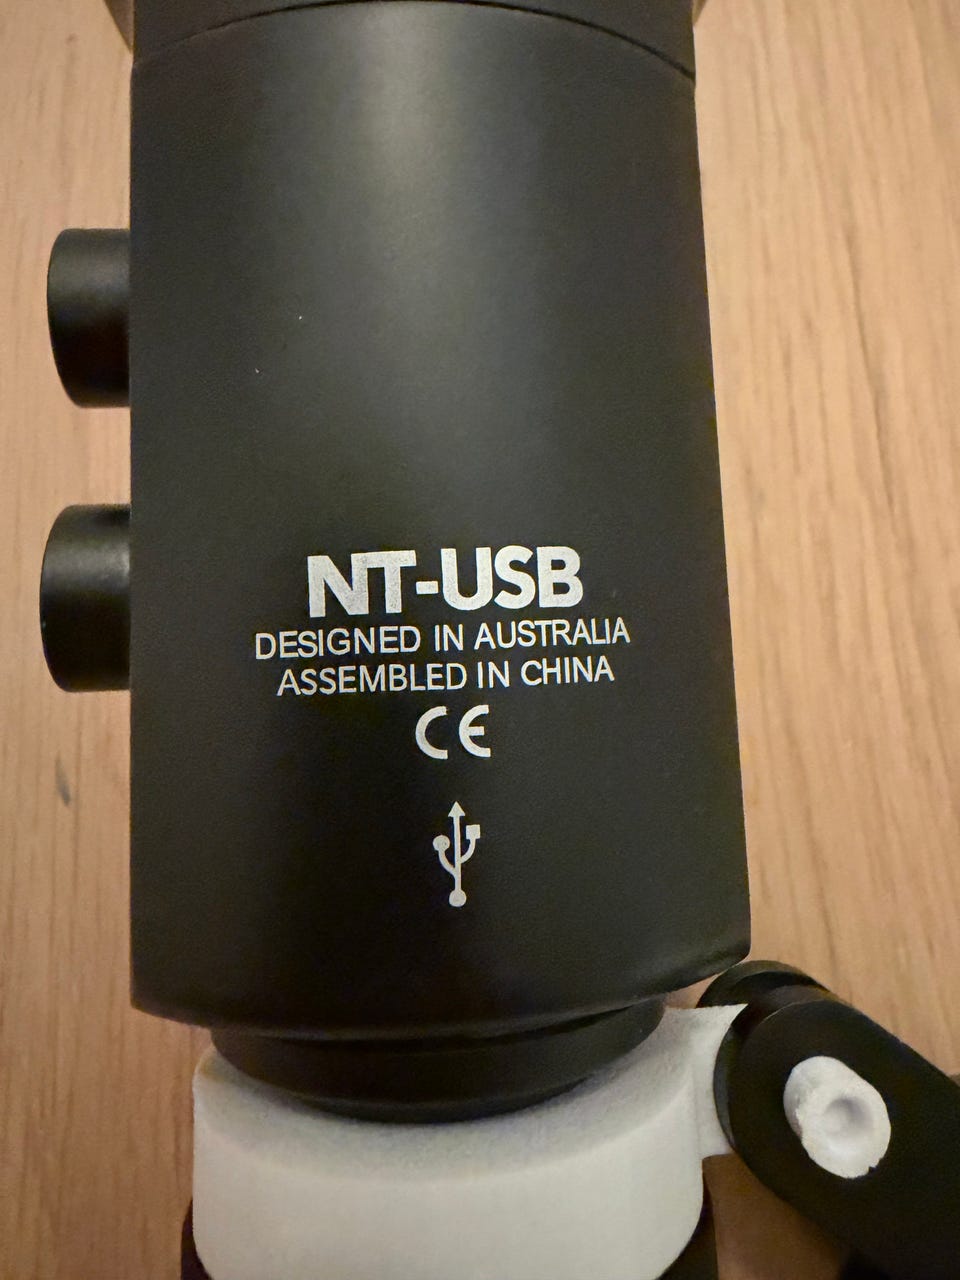 NT-USB
DESIGNED IN AUSTRALIA
ASSEMBLED IN CHINA
CE